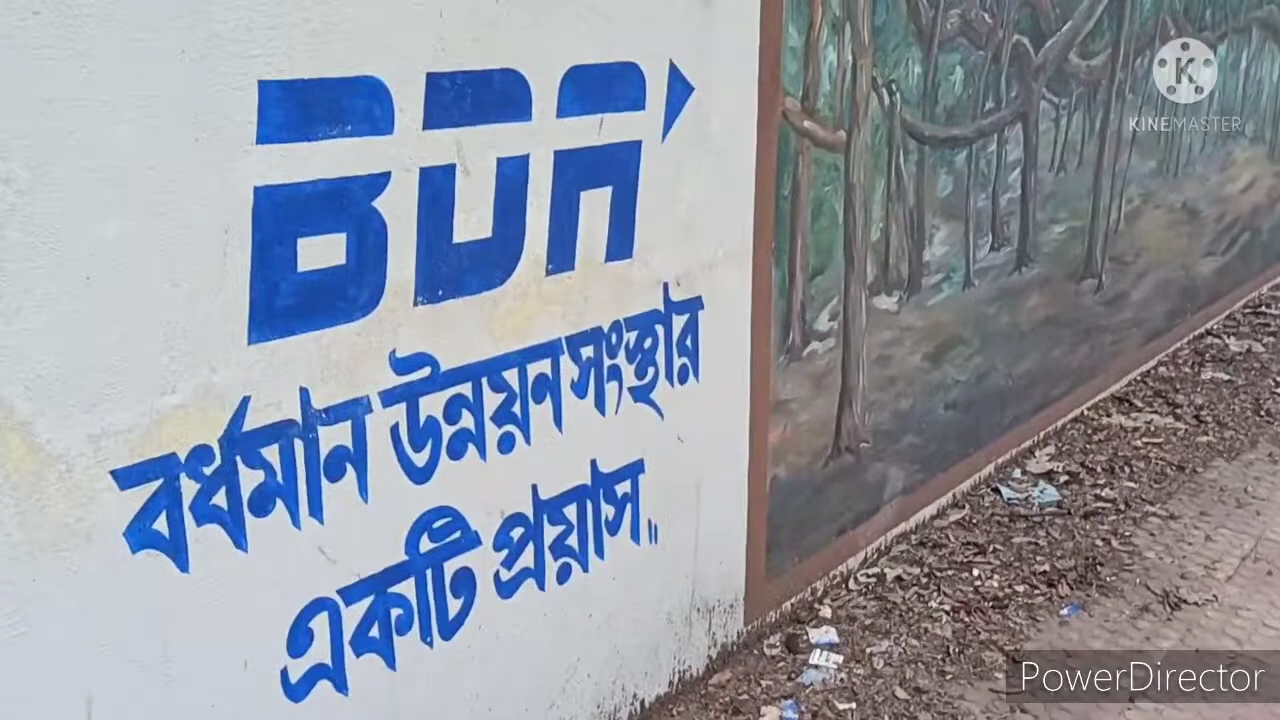 BDA
বর্ধমান উন্নয়ন সংস্থার
একটি প্রয়াস..
K
KINEMASTER
PowerDirector